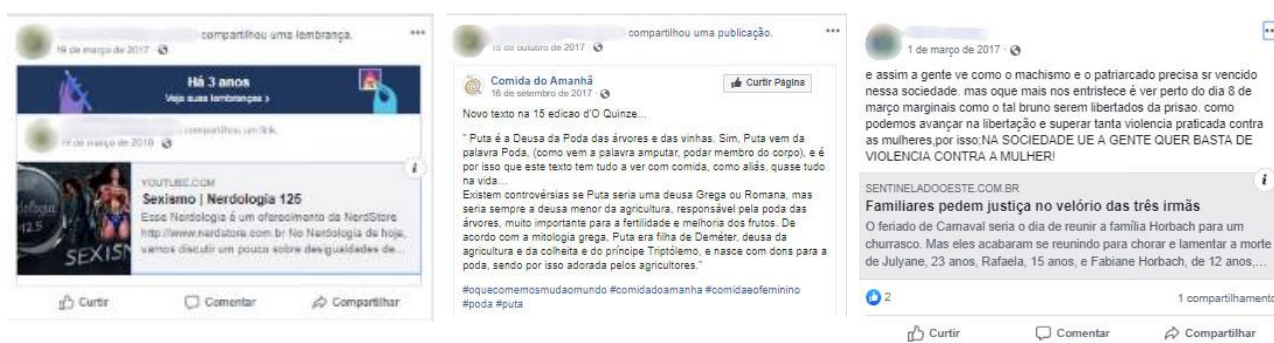 compartilhou uma lembrança.
19 de março de 2017
Há 3 anos
Veja suas lembranças >
compartilhou um link.
YOUTUBE.COM
Sexismo | Nerdologia 125
Esse Nerdologia é um oferecimento da NerdStore
http://www.nerdstore.com.br No Nerdologia de hoje,
vamos discutir um pouco sobre desigualdades de...
SEXISM
Curtir Comentar Compartilhar
compartilhou uma publicação.
15 de outubro de 2017
Comida do Amanhã
16 de setembro de 2017
Curtir Página
Novo texto na 15 edicao d'O Quinze...
" Puta é a Deusa da Poda das árvores e das vinhas. Sim, Puta vem da
palavra Poda, (como vem a palavra amputar, podar membro do corpo), e é
por isso que este texto tem tudo a ver com comida, como aliás, quase tudo
na vida...
Existem controvérsias se Puta seria uma deusa Grega ou Romana, mas
seria sempre a deusa menor da agricultura, responsável pela poda das
árvores, muito importante para a fertilidade e melhoria dos frutos. De
acordo com a mitologia grega, Puta era filha de Deméter, deusa da
agricultura e da colheita e do príncipe Triptólemo, e nasce com dons para a
poda, sendo por isso adorada pelos agricultores."
#oquecomemosmudaomundo #comidadoamanha #comidaeofeminino
#poda #puta
1 de março de 2017
e assim a gente ve como o machismo e o patriarcado precisa sr vencido
nessa sociedade. mas oque mais nos entristece é ver perto do dia 8 de
março marginais como o tal bruno serem libertados da prisao. como
podemos avançar na libertação e superar tanta violencia praticada contra
as mulheres,por isso;NA SOCIEDADE UE A GENTE QUER BASTA DE
VIOLENCIA CONTRA A MULHER!
SENTINELADOOESTE.COM.BR
Familiares pedem justiça no velório das três irmãs
O feriado de Carnaval seria o dia de reunir a família Horbach para um
churrasco. Mas eles acabaram se reunindo para chorar e lamentar a morte
de Julyane, 23 anos, Rafaela, 15 anos, e Fabiane Horbach, de 12 anos,...
2
1 compartilhamento
Curtir Comentar Compartilhar